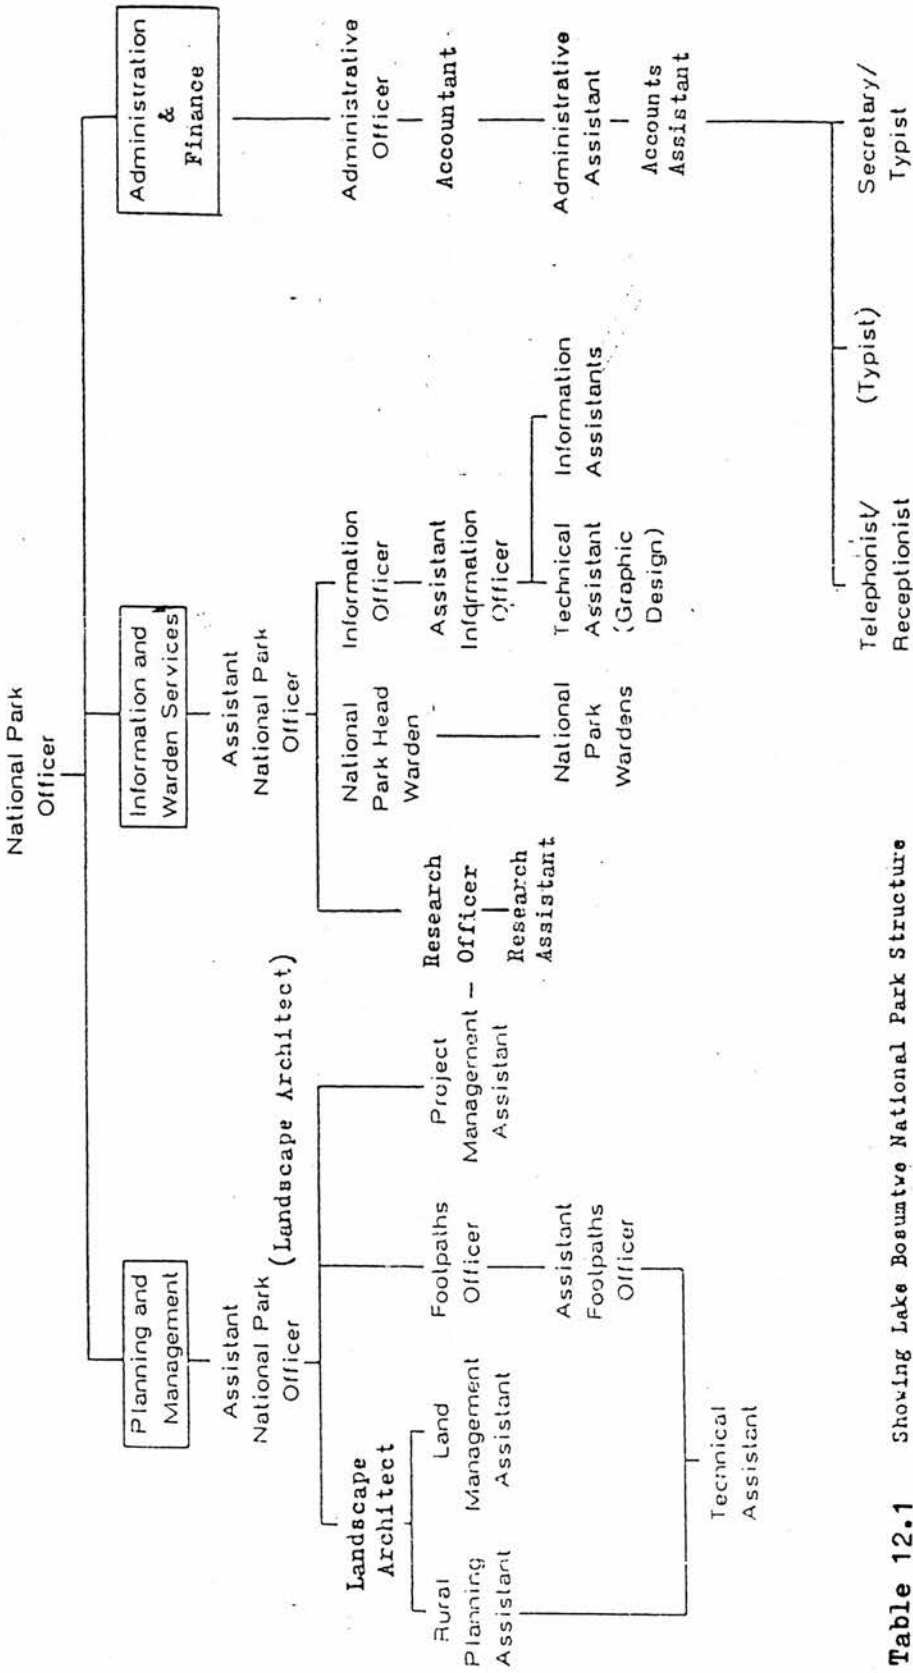 National Park
Officer
Planning and
Management
Information and
Warden Services
Administration
&
Finance
Assistant
National Park
Officer
(Landscape Architect)
Assistant
National Park
Officer
Administrative
Officer
Accountant
Administrative
Assistant
Accounts
Assistant
Landscape
Architect
Rural
Planning
Assistant
Land
Management
Assistant
Footpaths
Officer
Assistant
Footpaths
Officer
Project
Management
Assistant
Technical
Assistant
Research
Officer
Research
Assistant
National
Park Head
Warden
National
Park
Wardens
Information
Officer
Assistant
Information
Officer
Technical
Assistant
(Graphic
Design)
Information
Assistants
Telephonist/
Receptionist
(Typist)
Secretary/
Typist
Table 12.1 Showing Lake Bosumtwe National Park Structure